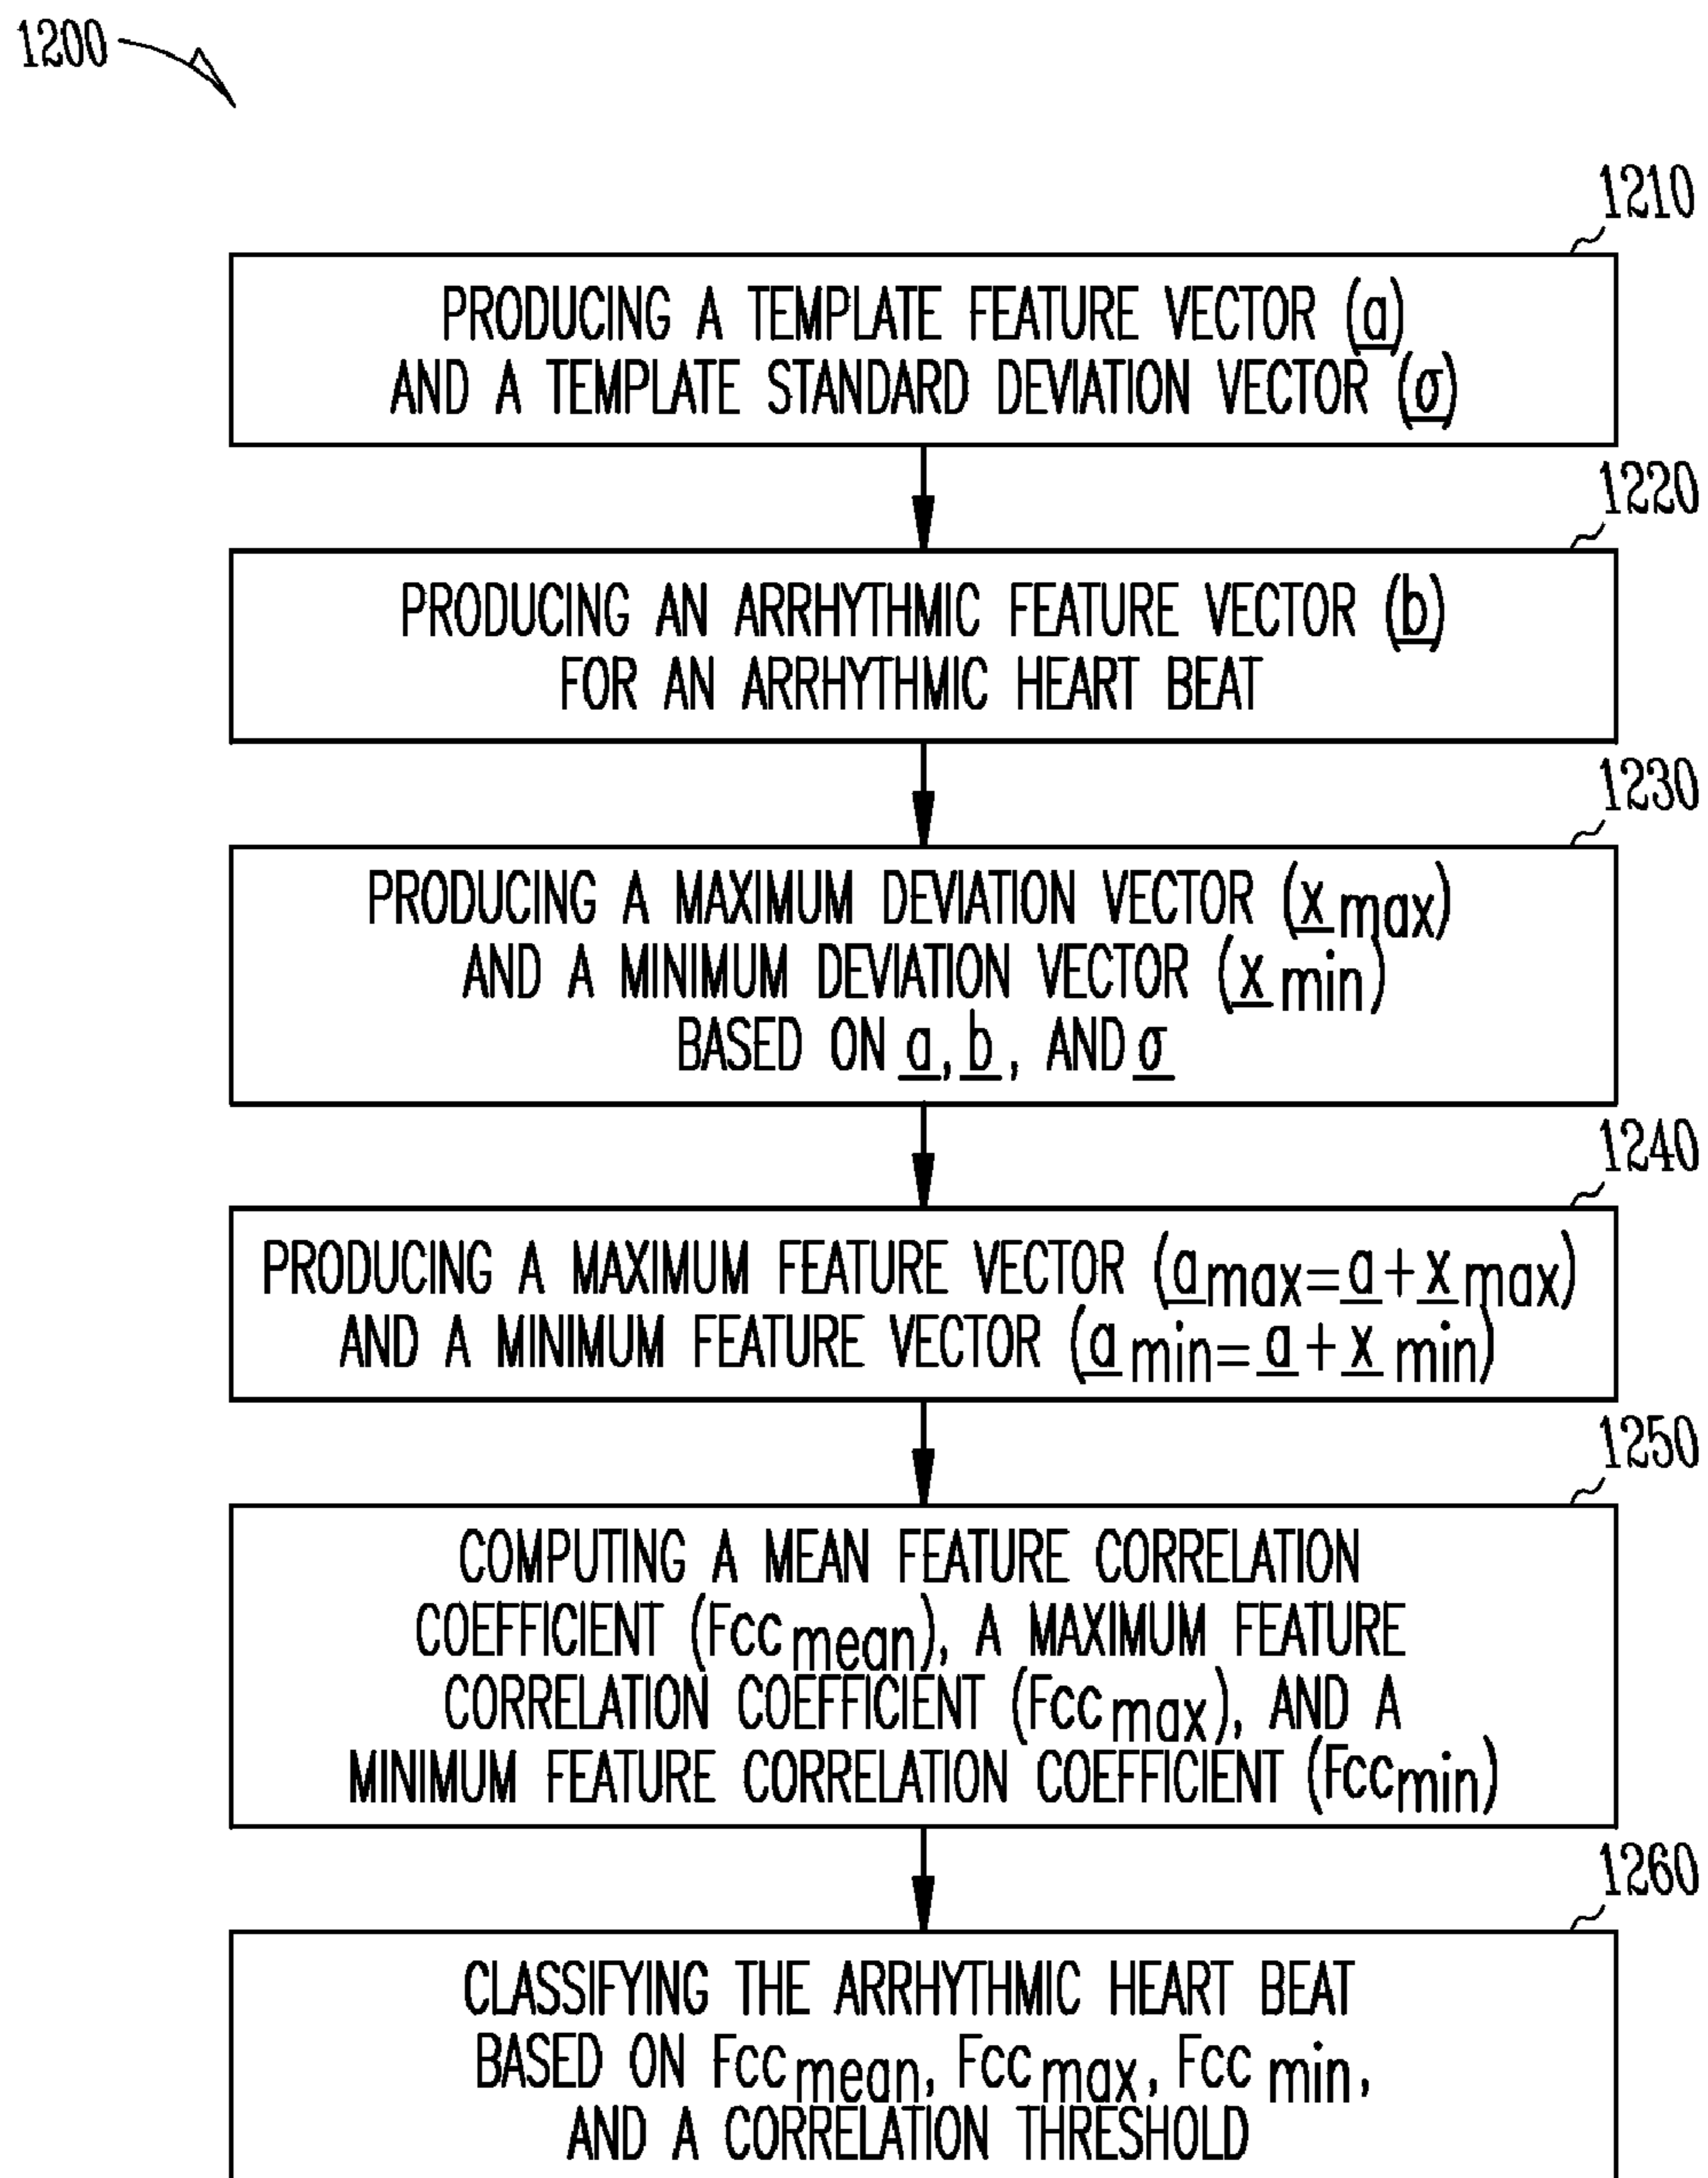 1200
1210
PRODUCING A TEMPLATE FEATURE VECTOR (a)
AND A TEMPLATE STANDARD DEVIATION VECTOR (σ)
1220
PRODUCING AN ARRHYTHMIC FEATURE VECTOR (b)
FOR AN ARRHYTHMIC HEART BEAT
1230
PRODUCING A MAXIMUM DEVIATION VECTOR (x max)
AND A MINIMUM DEVIATION VECTOR (x min)
BASED ON a, b, AND σ
1240
PRODUCING A MAXIMUM FEATURE VECTOR (a max = a + x max)
AND A MINIMUM FEATURE VECTOR (a min = a + x min)
1250
COMPUTING A MEAN FEATURE CORRELATION
COEFFICIENT (Fcc mean), A MAXIMUM FEATURE
CORRELATION COEFFICIENT (Fcc max), AND A
MINIMUM FEATURE CORRELATION COEFFICIENT (Fcc min)
1260
CLASSIFYING THE ARRHYTHMIC HEART BEAT
BASED ON Fcc mean, Fcc max, Fcc min,
AND A CORRELATION THRESHOLD